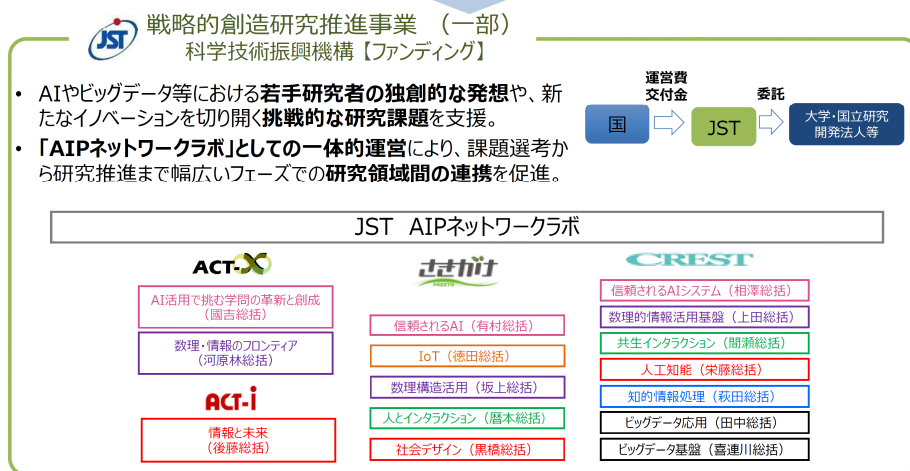 JST
戦略的創造研究推進事業 （一部）
科学技術振興機構【ファンディング】
• AIやビッグデータ等における若手研究者の独創的な発想や、新
たなイノベーションを切り開く挑戦的な研究課題を支援。
• 「AIPネットワークラボ」としての一体的運営により、課題選考か
ら研究推進まで幅広いフェーズでの研究領域間の連携を促進。
運営費
交付金
委託
国
JST
大学・国立研究
開発法人等
JST AIPネットワークラボ
ACT-X
AI活用で挑む学問の革新と創成
（國吉総括）
数理・情報のフロンティア
（河原林総括）
ACT-i
情報と未来
（後藤総括）
さきがけ
PRESTO
信頼されるAI（有村総括）
IoT（徳田総括）
数理構造活用（坂上総括）
人とインタラクション（暦本総括）
社会デザイン（黒橋総括）
CREST
信頼されるAIシステム（相澤総括）
数理的情報活用基盤（上田総括）
共生インタラクション（間瀬総括）
人工知能（栄藤総括）
知的情報処理（萩田総括）
ビッグデータ応用（田中総括）
ビッグデータ基盤（喜連川総括）